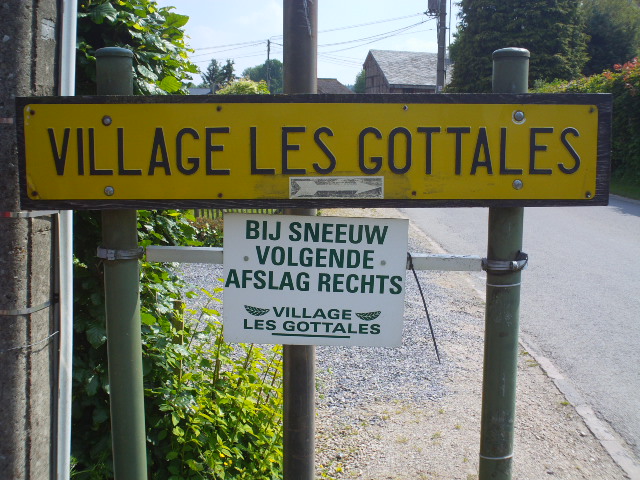 VILLAGE LES GOTTALES
BIJ SNEEUW
VOLGENDE
AFSLAG RECHTS
VILLAGE
LES GOTTALES